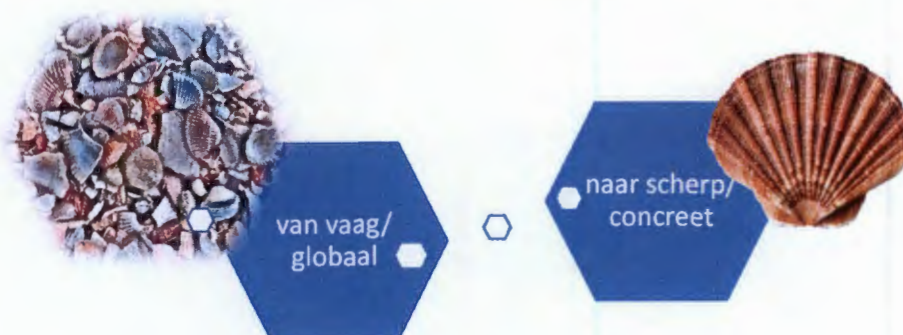 van vaag/
globaal
naar scherp/
concreet